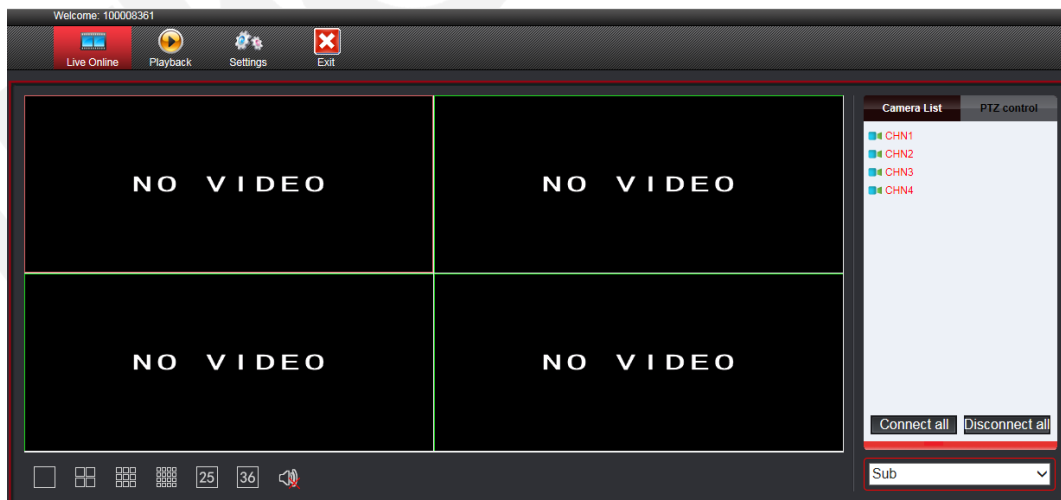 Welcome: 100008361
Live Online Playback Settings Exit
Camera List PTZ control
CHN1
CHN2
CHN3
CHN4
NO VIDEO NO VIDEO
NO VIDEO NO VIDEO
Connect all Disconnect all
25 36
Sub